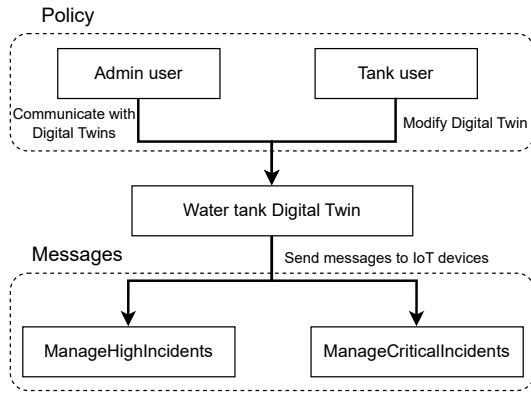 Policy
Admin user
Tank user
Communicate with
Digital Twins
Modify Digital Twin
Water tank Digital Twin
Messages
Send messages to IoT devices
ManageHighIncidents
ManageCriticalIncidents